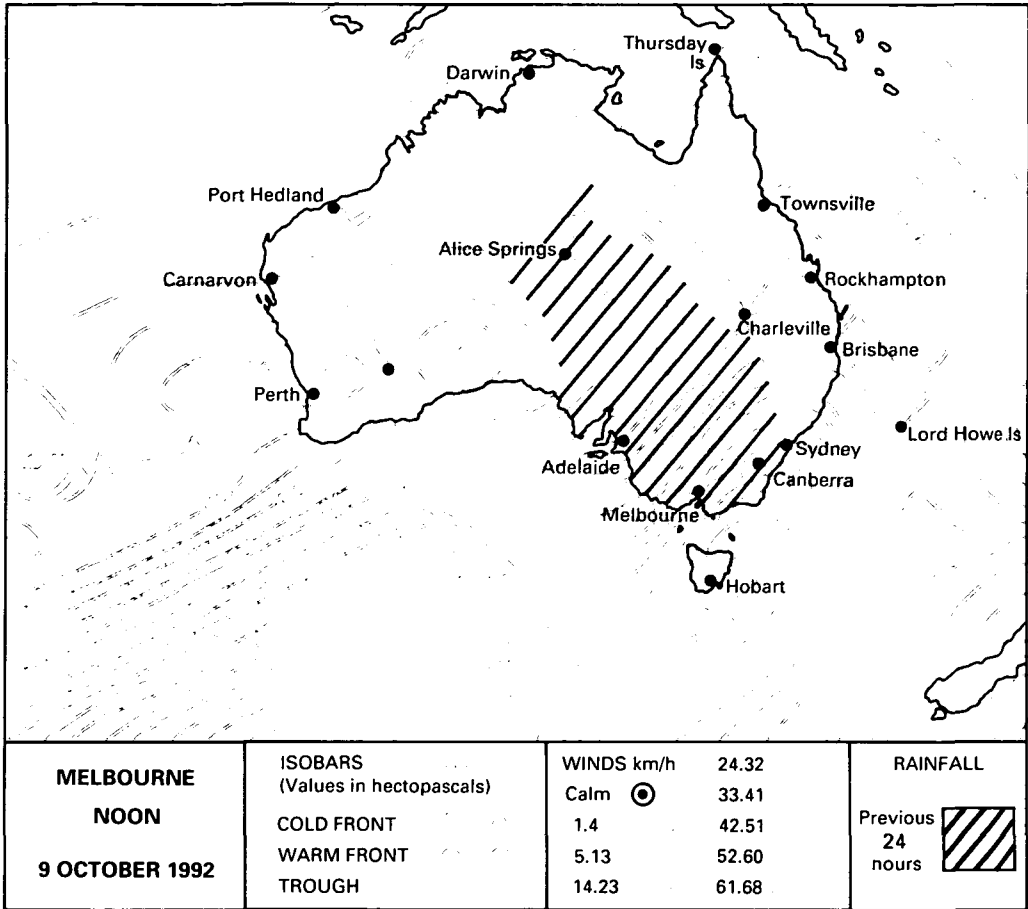 Thursday
Is
Darwin
Port Hedland
Townsville
Alice Springs
Carnarvon
Rockhampton
Charleville
Brisbane
Perth
Lord Howe.Is
Sydney
Adelaide
Canberra
Melbourne
Hobart
MELBOURNE
NOON
9 OCTOBER 1992
ISOBARS
(Values in hectopascals)
COLD FRONT
WARM FRONT
TROUGH
WINDS km/h 24.32
Calm 33.41
1.4 42.51
5.13 52.60
14.23 61.68
RAINFALL
Previous
24
nours